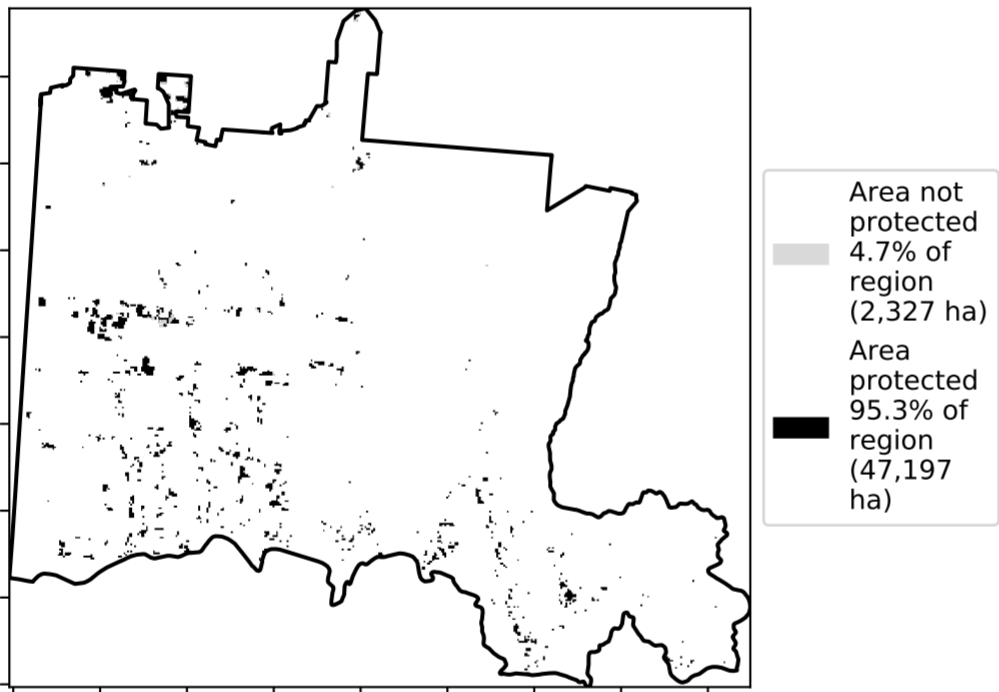 Area not
protected
4.7% of
region
(2,327 ha)
Area
protected
95.3% of
region
(47,197
ha)